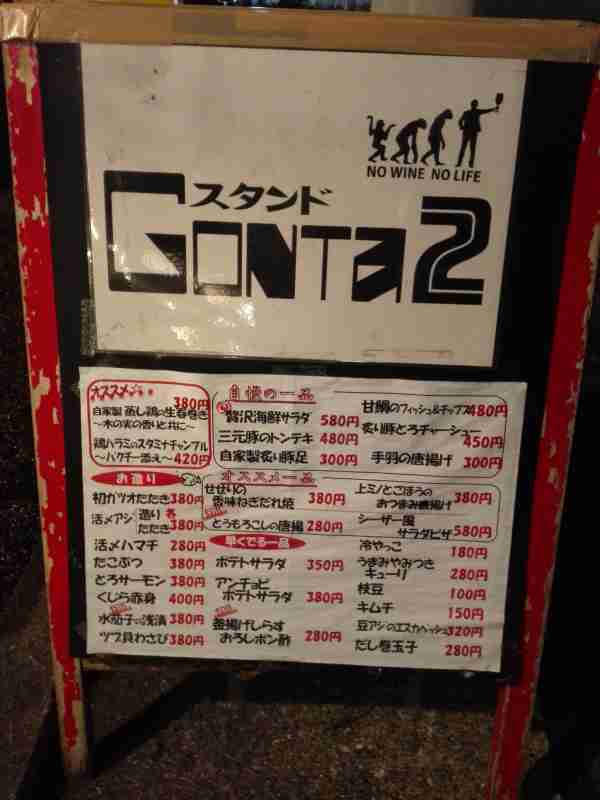 NO WINE NO LIFE
スタンド
GONTa2
オススメ
自家製 蒸し鶏の生春巻き 380円
〜木の実の香りと共に〜
鶏ハラミのスタミナチャンプル
〜パクチー添え〜 420円
自慢の一品
贅沢海鮮サラダ 580円
三元豚のトンテキ 480円
自家製炙り豚足 300円
甘鯛のフィッシュ&チップス 480円
炙り豚とろチャーシュー
450円
手羽の唐揚げ 300円
お造り
初ガツオたたき 380円
活〆アジ 造り たたき 各380円
活〆ハマチ 280円
たこぶつ 380円
とろサーモン 380円
くじら赤身 400円
水茄子の浅漬 380円
ツブ貝わさび 380円
オススメ一品
せせりの
香味ねぎだれ焼 380円
とうもろこしの唐揚 280円
上ミノとごぼうの
おつまみ唐揚げ 380円
シーザー風
サラダピザ 580円
早くでる一品
ポテトサラダ 350円
アンチョビ
ポテトサラダ 380円
釜揚げしらす
おろしポン酢 280円
冷やっこ 180円
うまみやみつき
キューリ 280円
枝豆 100円
キムチ 150円
豆アジのエスカベッシュ 320円
だし巻玉子 280円